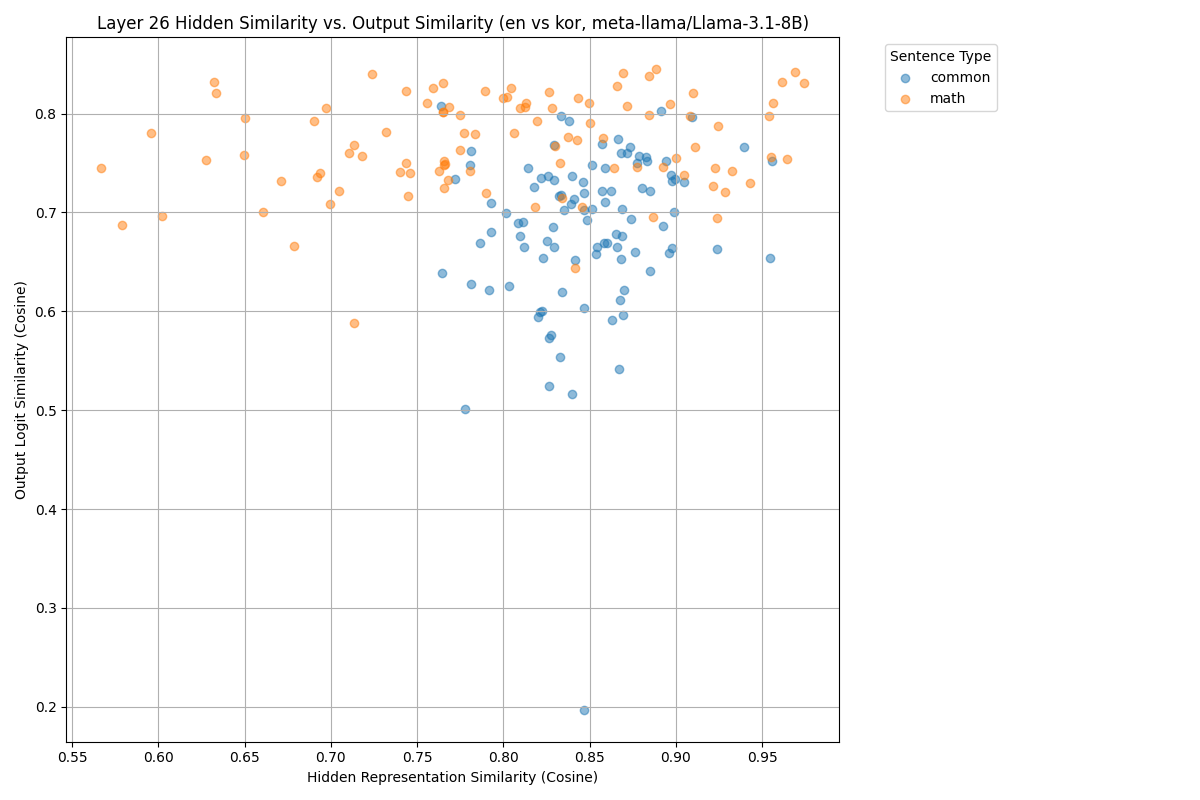 Layer 26 Hidden Similarity vs. Output Similarity (en vs kor, meta-llama/Llama-3.1-8B)
Sentence Type
common
math
Output Logit Similarity (Cosine)
0.8
0.7
0.6
0.5
0.4
0.3
0.2
0.55 0.60 0.65 0.70 0.75 0.80 0.85 0.90 0.95
Hidden Representation Similarity (Cosine)